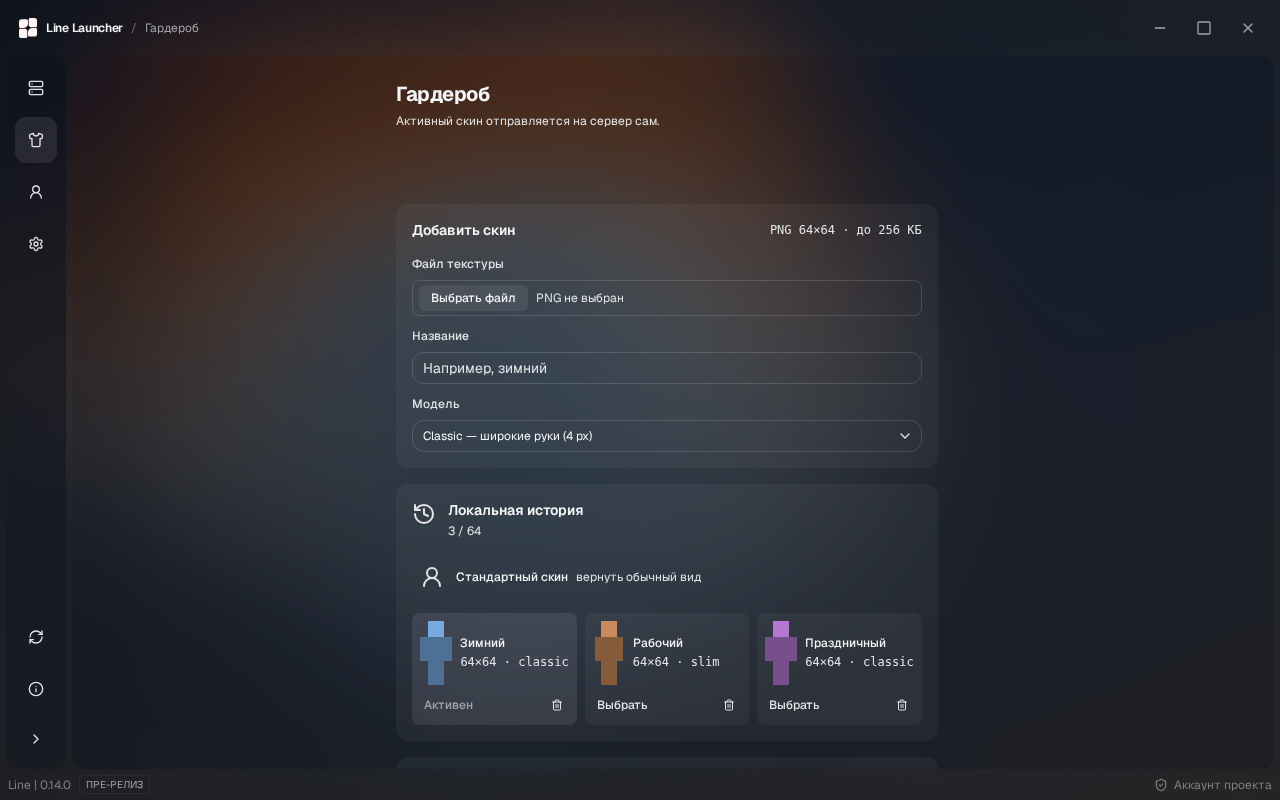 Line Launcher / Гардероб
Гардероб
Активный скин отправляется на сервер сам.
Добавить скин
PNG 64×64 · до 256 КБ
Файл текстуры
Выбрать файл PNG не выбран
Название
Например, зимний
Модель
Classic — широкие руки (4 px)
Локальная история
3 / 64
Стандартный скин вернуть обычный вид
Зимний
64×64 · classic
Активен
Рабочий
64×64 · slim
Выбрать
Праздничный
64×64 · classic
Выбрать
Line | 0.14.0 ПРЕ-РЕЛИЗ
Аккаунт проекта